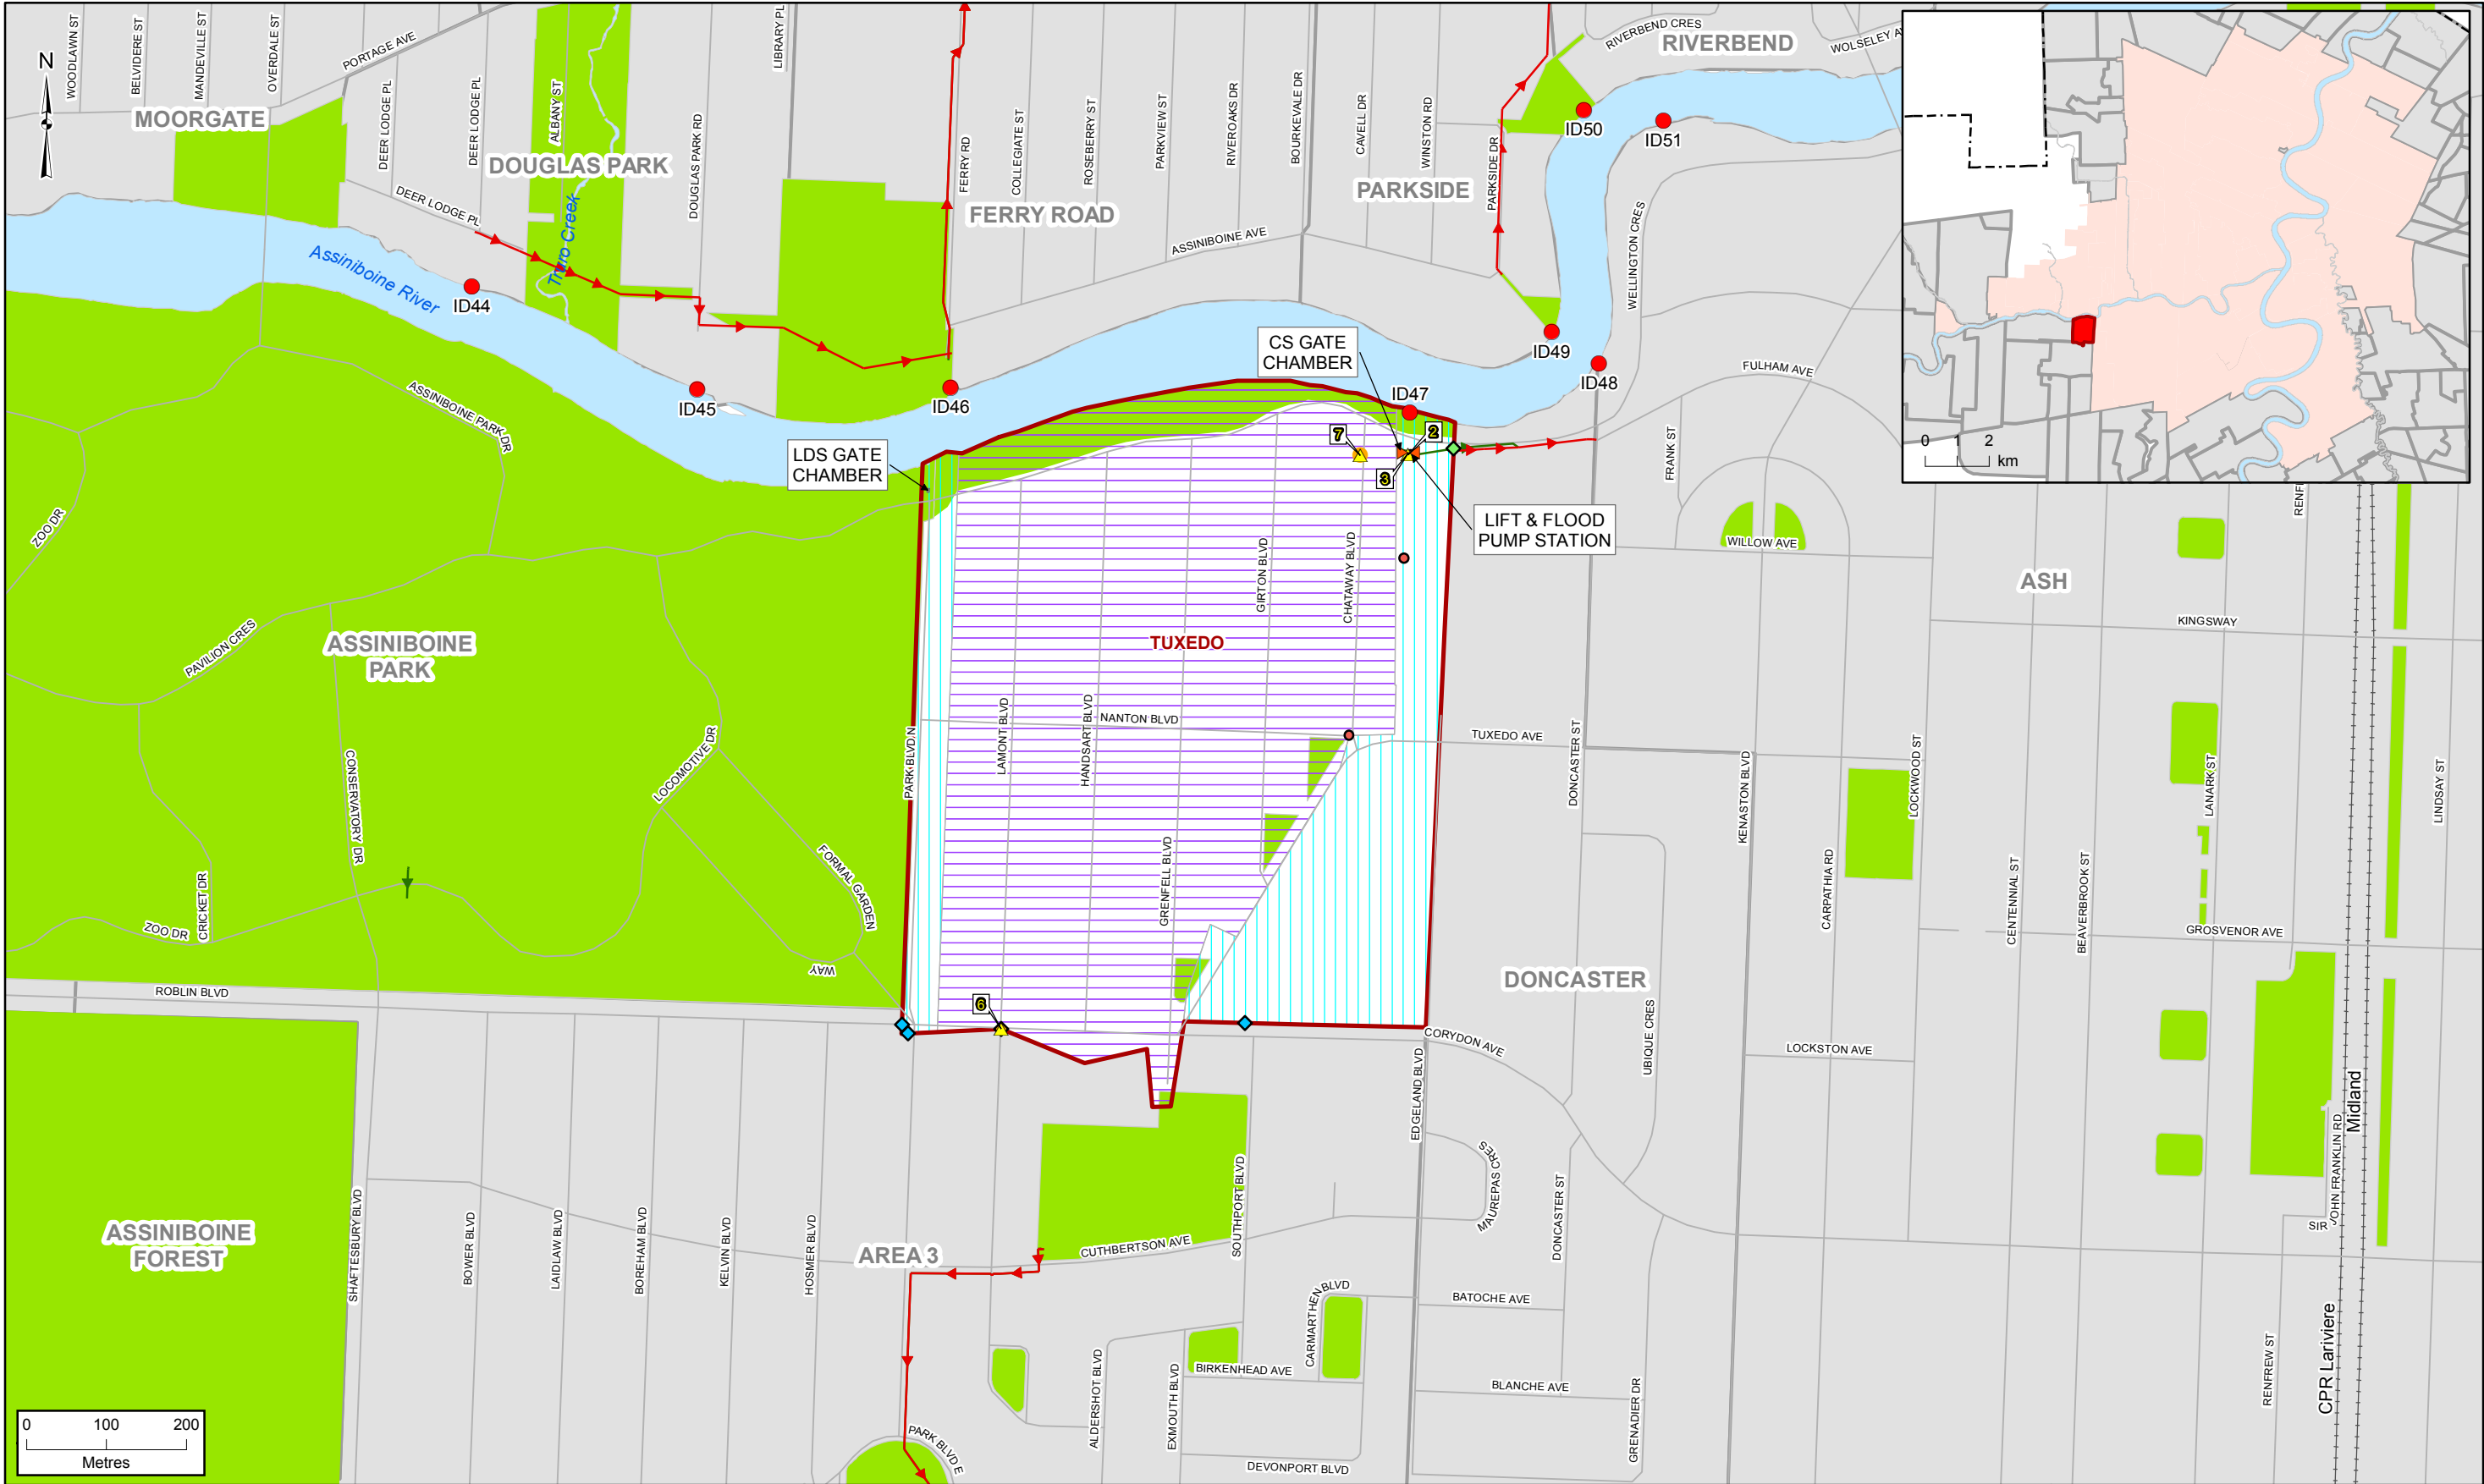 N
WOODLAWN ST
BELVIDERE ST
MANDEVILLE ST
OVERDALE ST
PORTAGE AVE
DEER LODGE PL
DEER LODGE PL
ALBANY ST
LIBRARY PL
DOUGLAS PARK RD
MOORGATE
DOUGLAS PARK
DEER LODGE PL
Truro Creek
Assiniboine River
FERRY RD
COLLEGIATE ST
ROSEBERRY ST
PARKVIEW ST
RIVEROAKS DR
BOURKEVALE DR
CAVELL DR
WINSTON RD
PARKSIDE DR
FERRY ROAD
PARKSIDE
ASSINIBOINE AVE
RIVERBEND CRES
RIVERBEND
WOLSELEY AV
WELLINGTON CRES
ID44
ID45
ID46
ID47
ID48
ID49
ID50
ID51
0 1 2
km
CS GATE
CHAMBER
LDS GATE
CHAMBER
LIFT & FLOOD
PUMP STATION
7
2
3
6
FULHAM AVE
FRANK ST
WILLOW AVE
ASH
KINGSWAY
RENF
ASSINIBOINE PARK DR
ZOO DR
PAVILION CRES
ASSINIBOINE
PARK
CONSERVATORY DR
LOCOMOTIVE DR
FORMAL GARDEN
WAY
CRICKET DR
ZOO DR
ROBLIN BLVD
PARK BLVD N
TUXEDO
LAMONT BLVD
HANDSART BLVD
NANTON BLVD
GRENFELL BLVD
GIRTON BLVD
CHATAWAY BLVD
TUXEDO AVE
DONCASTER ST
KENASTON BLVD
CARPATHIA RD
LOCKWOOD ST
CENTENNIAL ST
BEAVERBROOK ST
LANARK ST
LINDSAY ST
GROSVENOR AVE
DONCASTER
UBIQUE CRES
LOCKSTON AVE
CORYDON AVE
EDGELAND BLVD
MAUREPAS CRES
DONCASTER ST
Midland
JOHN FRANKLIN RD
SIR
CPR Lariviere
RENFREW ST
ASSINIBOINE
FOREST
SHAFTESBURY BLVD
BOWER BLVD
LAIDLAW BLVD
BOREHAM BLVD
KELVIN BLVD
HOSMER BLVD
AREA 3
CUTHBERTSON AVE
SOUTHPORT BLVD
CARMARTHEN BLVD
BATOCHE AVE
BIRKENHEAD AVE
BLANCHE AVE
ALDERSHOT BLVD
EXMOUTH BLVD
GRENADIER DR
DEVONPORT BLVD
PARK BLVD E
0 100 200
Metres